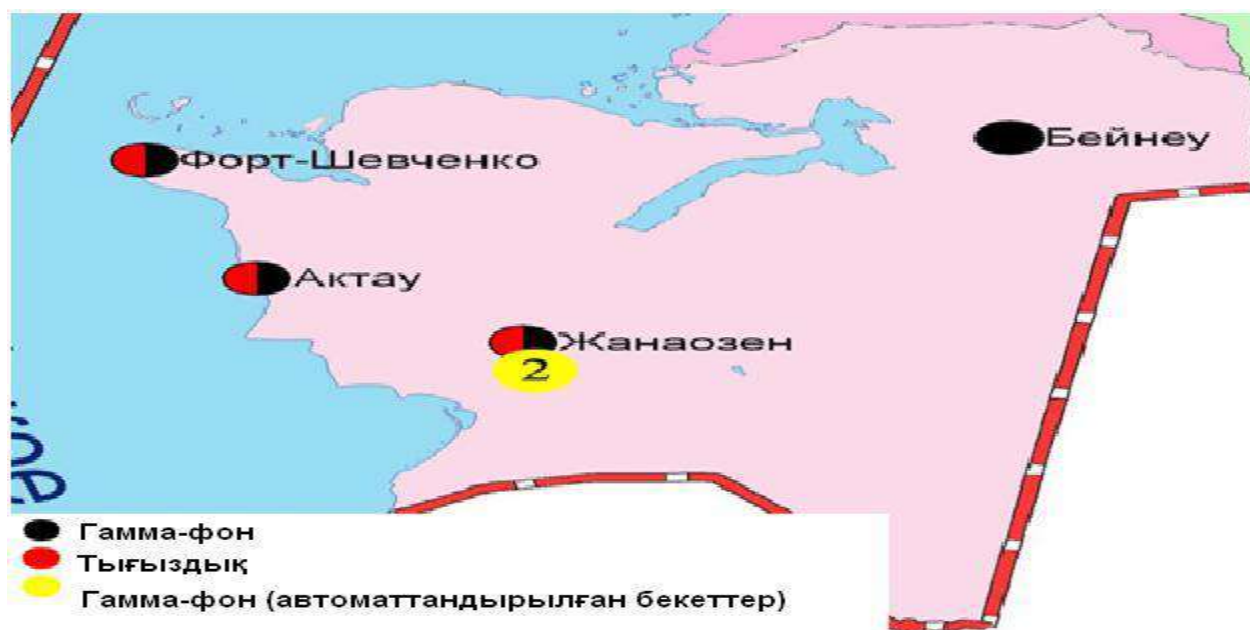 Бейнеу
Форт-Шевченко
Актау
Жанаозен
2
Гамма-фон
Тығыздық
Гамма-фон (автоматтандырылған бекеттер)